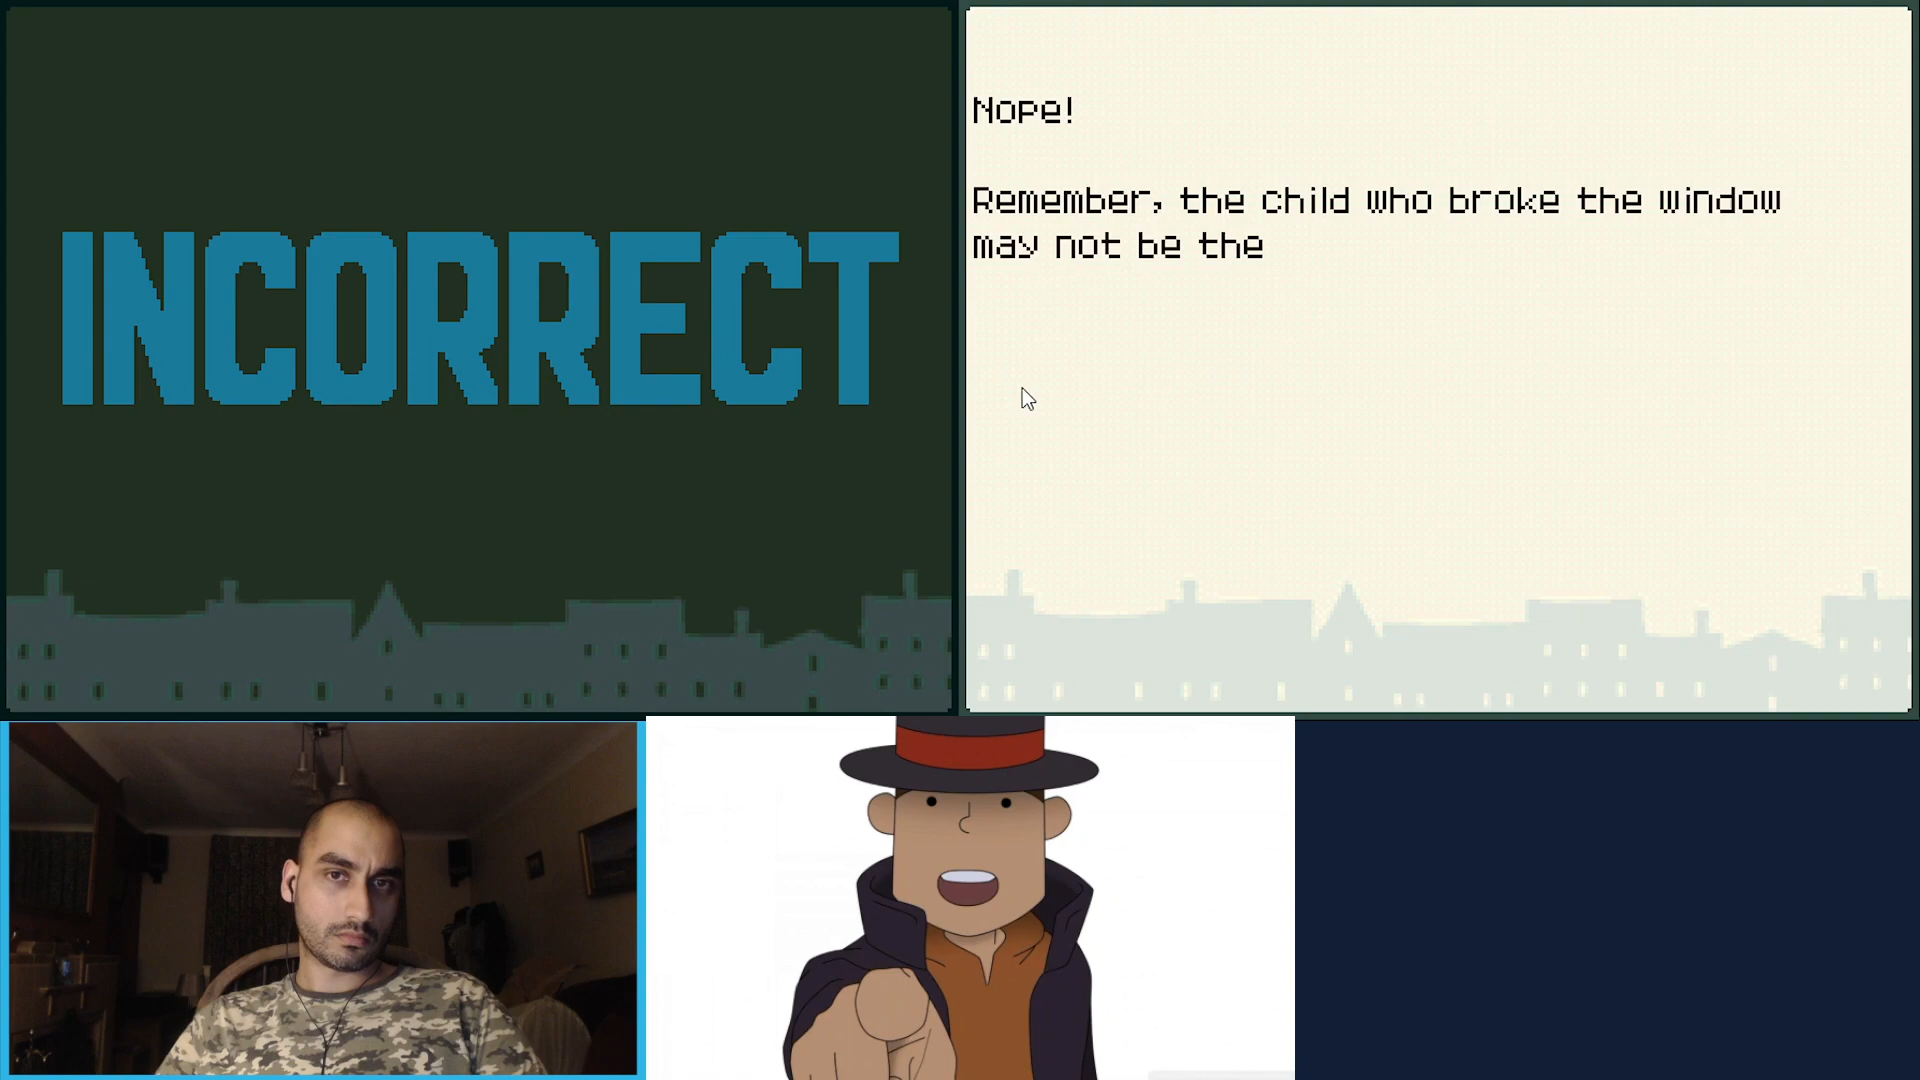 INCORRECT
Nope!
Remember, the child who broke the window
may not be the